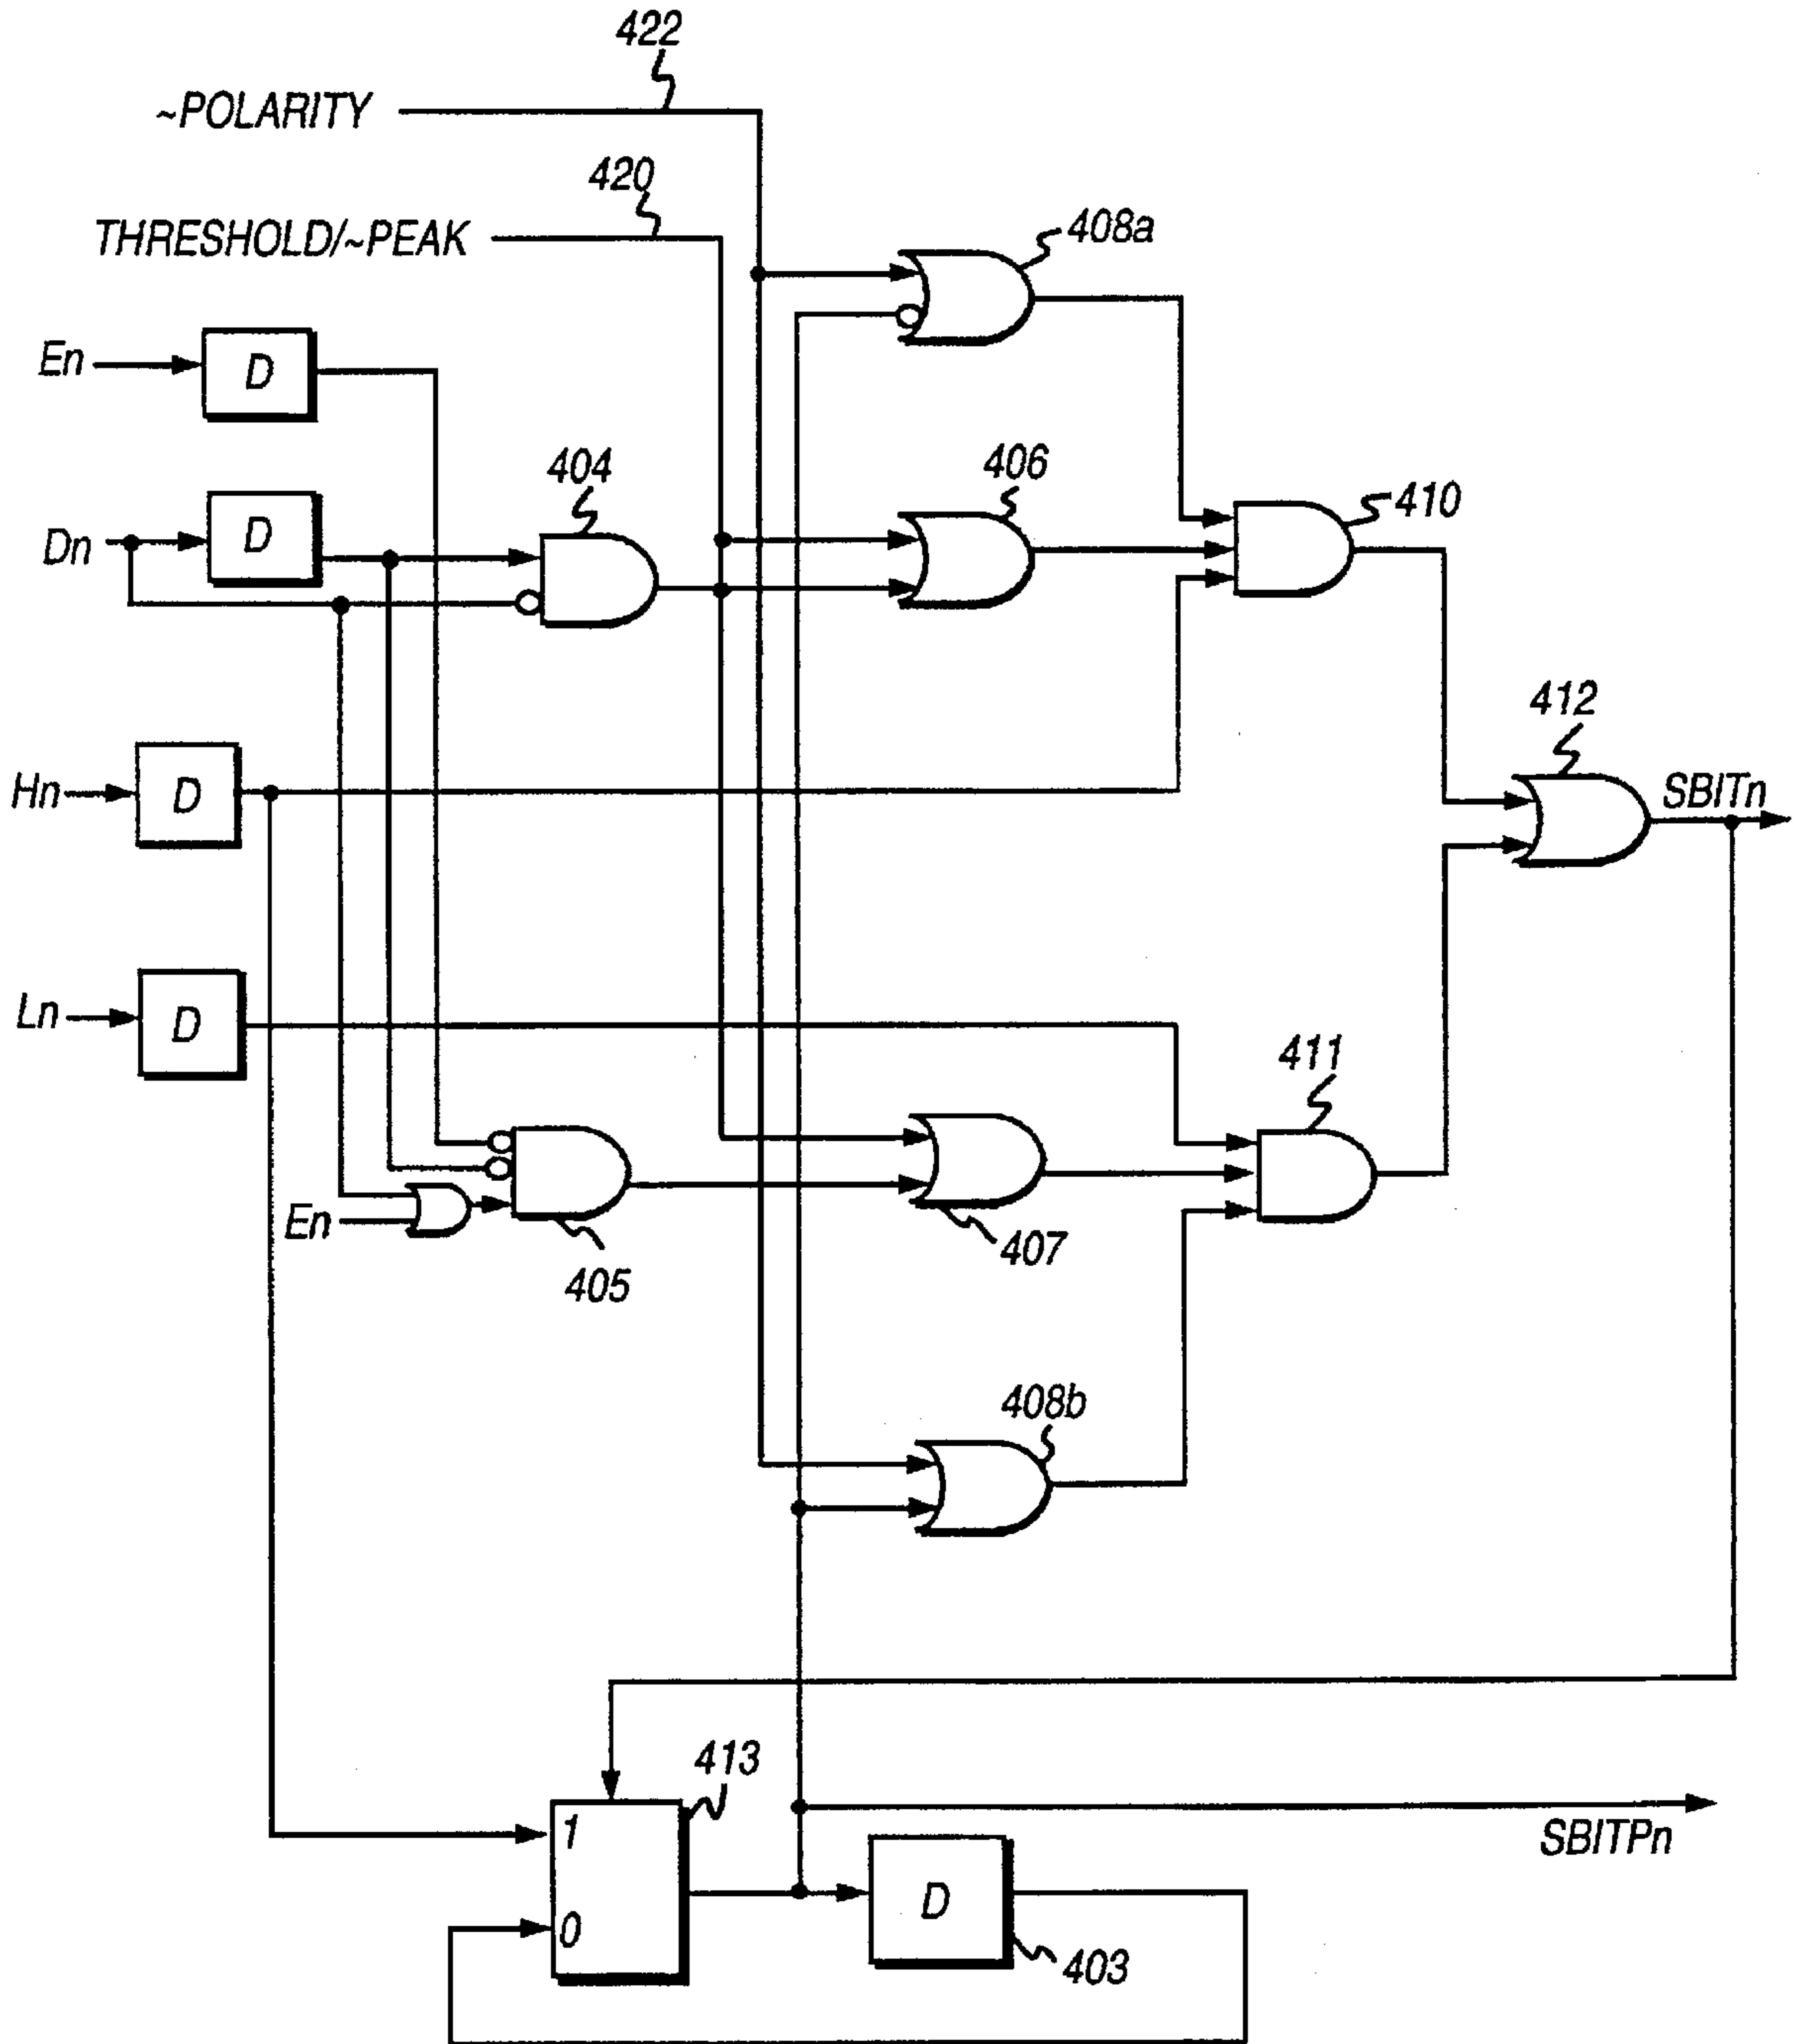 422
~POLARITY
420
THRESHOLD/~PEAK
408a
En
D
404
406
410
Dn
D
412
Hn
D
SBITn
Ln
D
411
En
407
405
408b
413
1
SBITPn
0
D
403